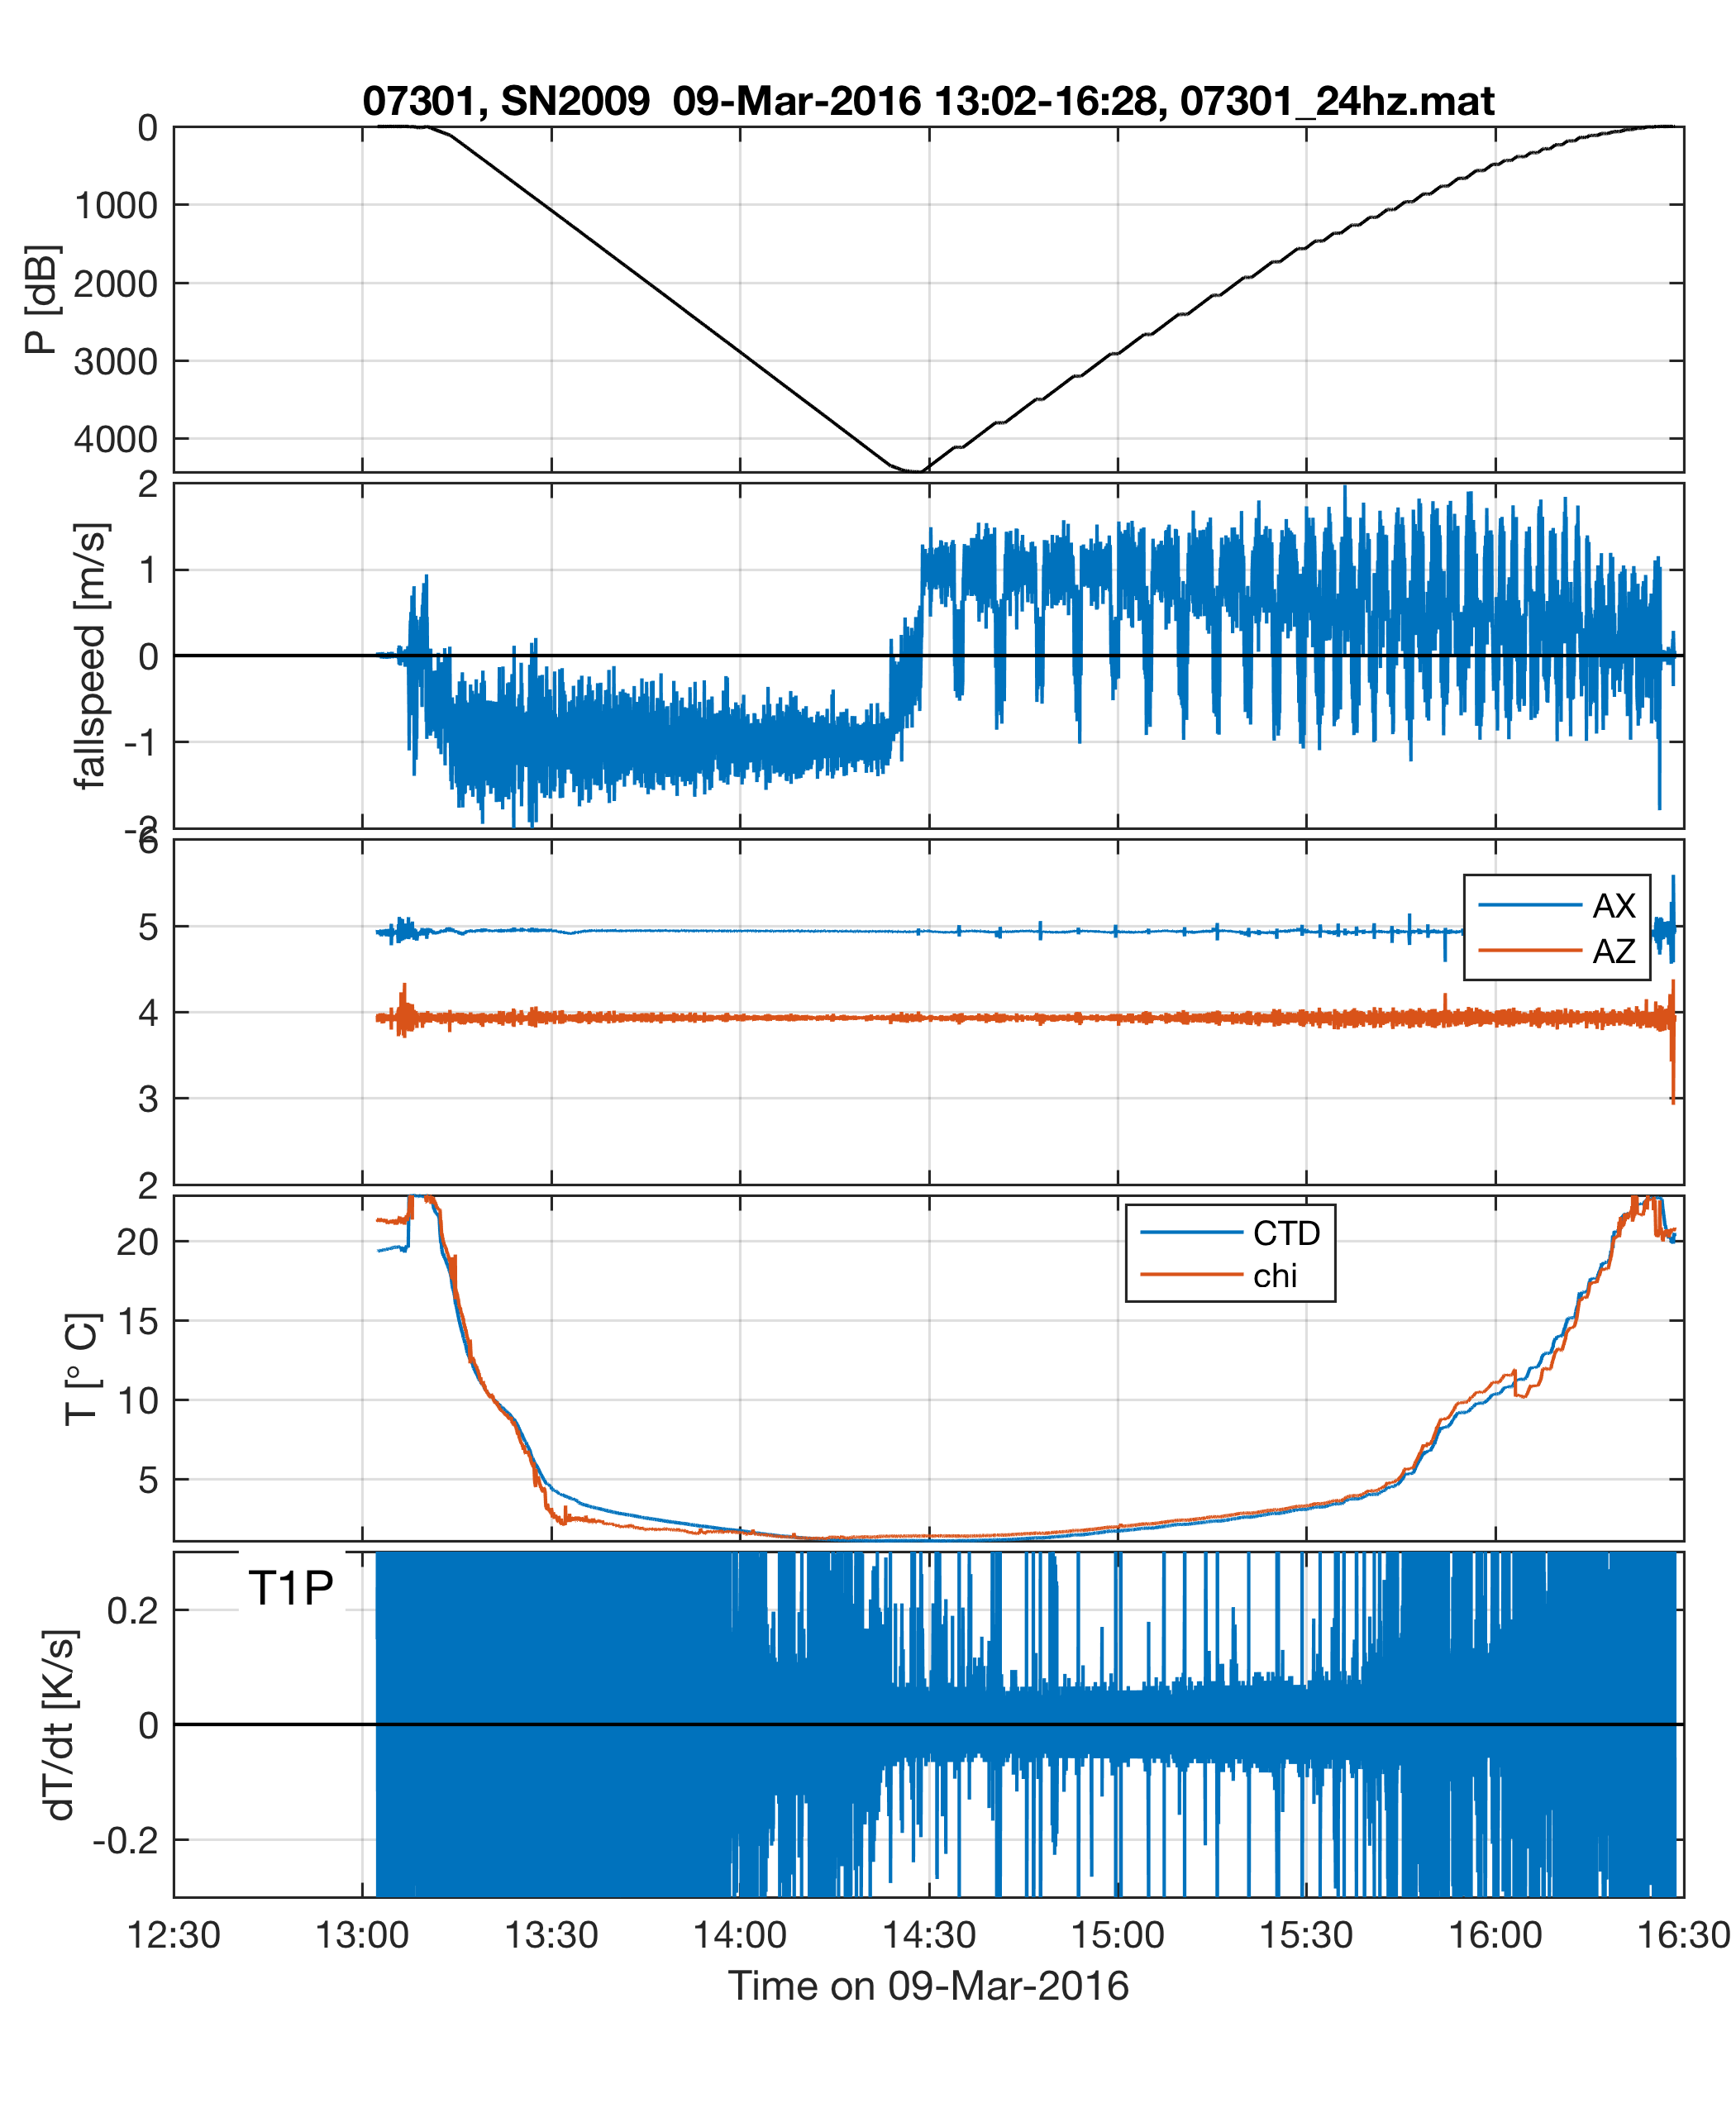 07301, SN2009  09-Mar-2016 13:02-16:28, 07301_24hz.mat
0
1000
2000
3000
4000
P [dB]
2
1
0
-1
-2
fallspeed [m/s]
6
5
4
3
2
AX
AZ
20
15
10
5
T [° C]
CTD
chi
T1P
0.2
0
-0.2
dT/dt [K/s]
12:30 13:00 13:30 14:00 14:30 15:00 15:30 16:00 16:30
Time on 09-Mar-2016